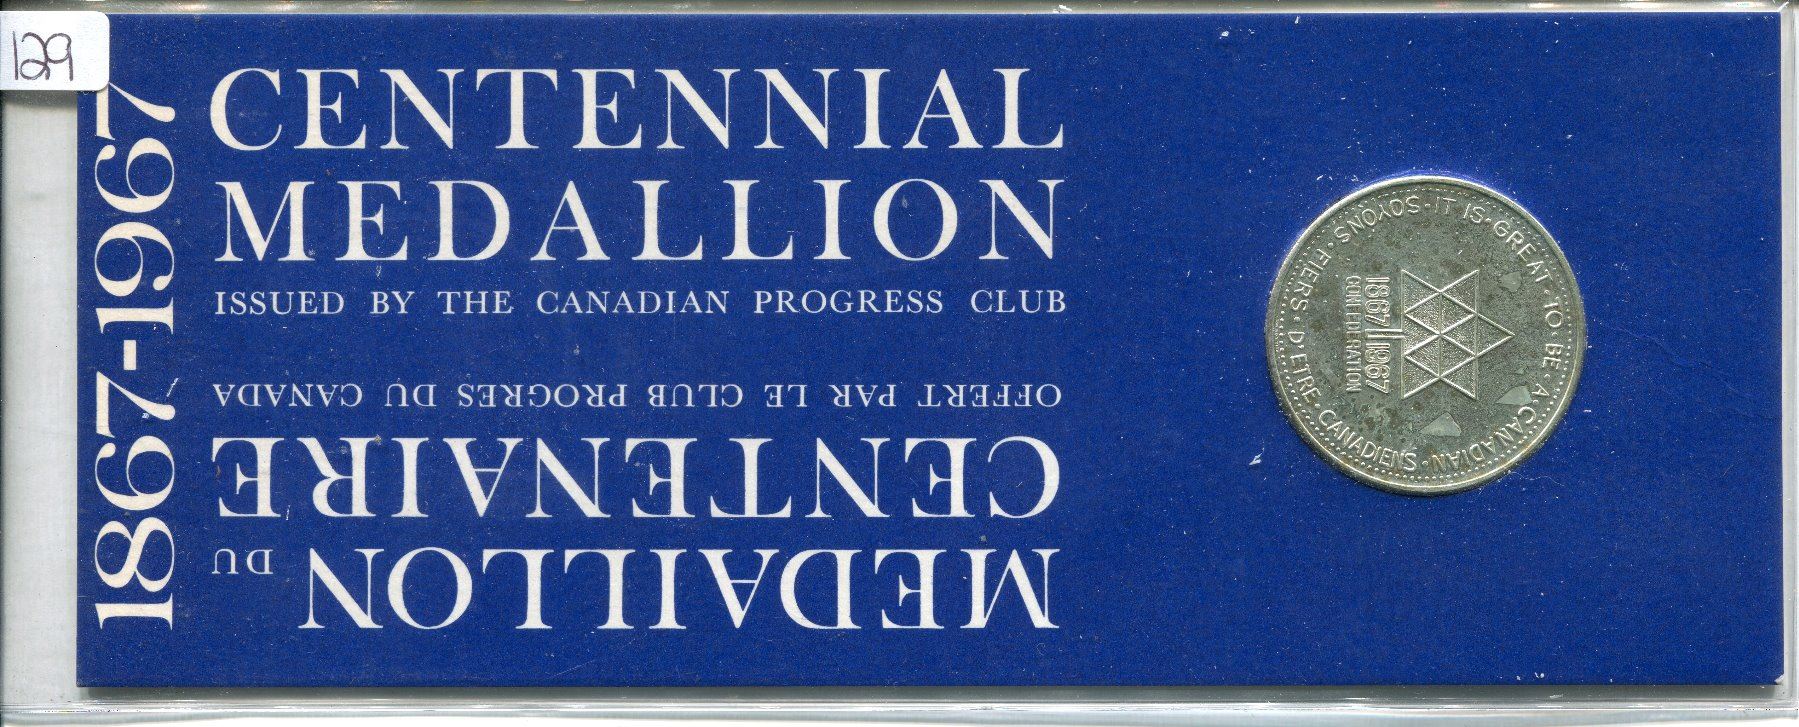 129
1867-1967
CENTENNIAL
MEDALLION
ISSUED BY THE CANADIAN PROGRESS CLUB
MEDAILLON DU
CENTENAIRE
OFFERT PAR LE CLUB PROGRES DU CANADA
IT IS · GREAT · TO · BE · A · CANADIAN
SOYONS · FIERS · D'ETRE · CANADIENS
1867 1967
CONFEDERATION